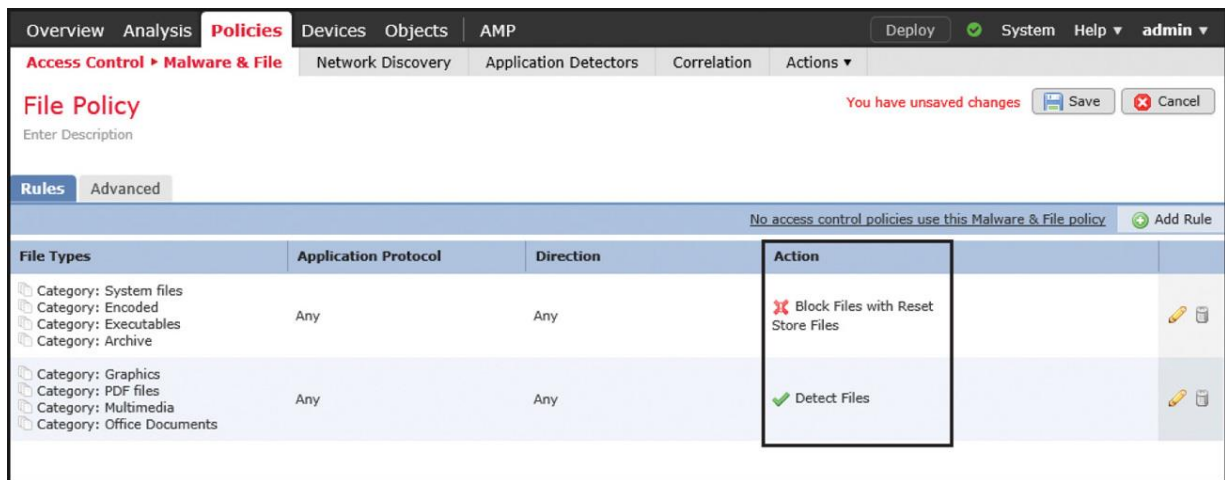 Overview Analysis Policies Devices Objects AMP Deploy System Help ▾ admin ▾
Access Control ▸ Malware & File Network Discovery Application Detectors Correlation Actions ▾
File Policy You have unsaved changes Save Cancel
Enter Description
Rules Advanced
No access control policies use this Malware & File policy Add Rule
File Types Application Protocol Direction Action
Category: System files
Category: Encoded
Category: Executables
Category: Archive
Any Any Block Files with Reset
Store Files
Category: Graphics
Category: PDF files
Category: Multimedia
Category: Office Documents
Any Any Detect Files